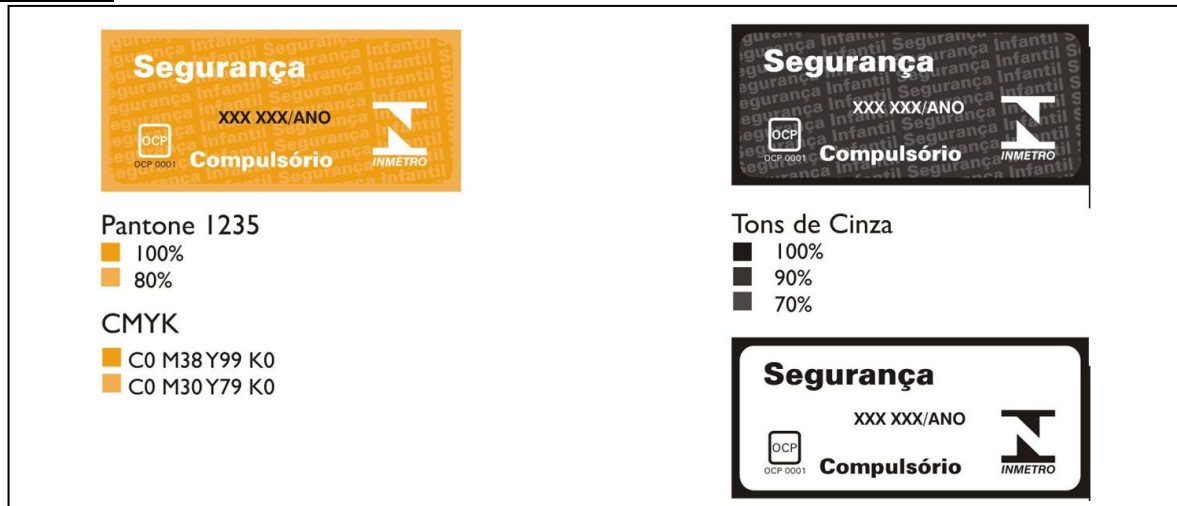 Segurança
XXX XXX/ANO
OCP
OCP 0001
Compulsório
INMETRO
Pantone 1235
100%
80%
CMYK
C0 M38 Y99 K0
C0 M30 Y79 K0
Segurança
XXX XXX/ANO
OCP
OCP 0001
Compulsório
INMETRO
Tons de Cinza
100%
90%
70%
Segurança
XXX XXX/ANO
OCP
OCP 0001
Compulsório
INMETRO